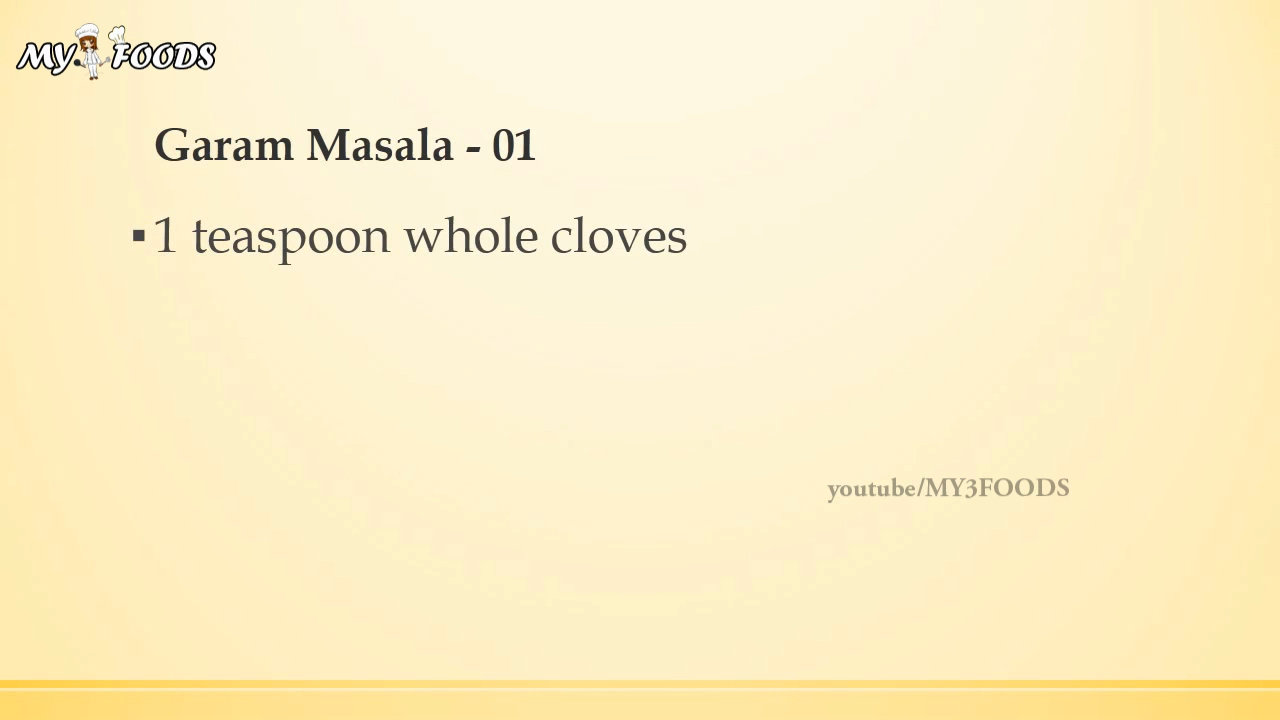 MY FOODS
Garam Masala - 01
▪ 1 teaspoon whole cloves
youtube/MY3FOODS